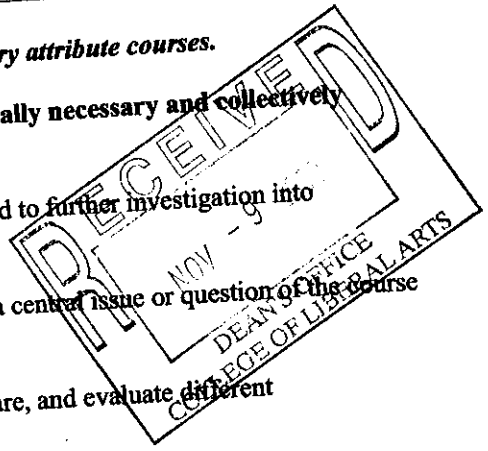 ry attribute courses.
ally necessary and collectively
d to further investigation into
a central issue or question of the course
are, and evaluate different
RECEIVED
NOV - 9
DEAN'S OFFICE
COLLEGE OF LIBERAL ARTS